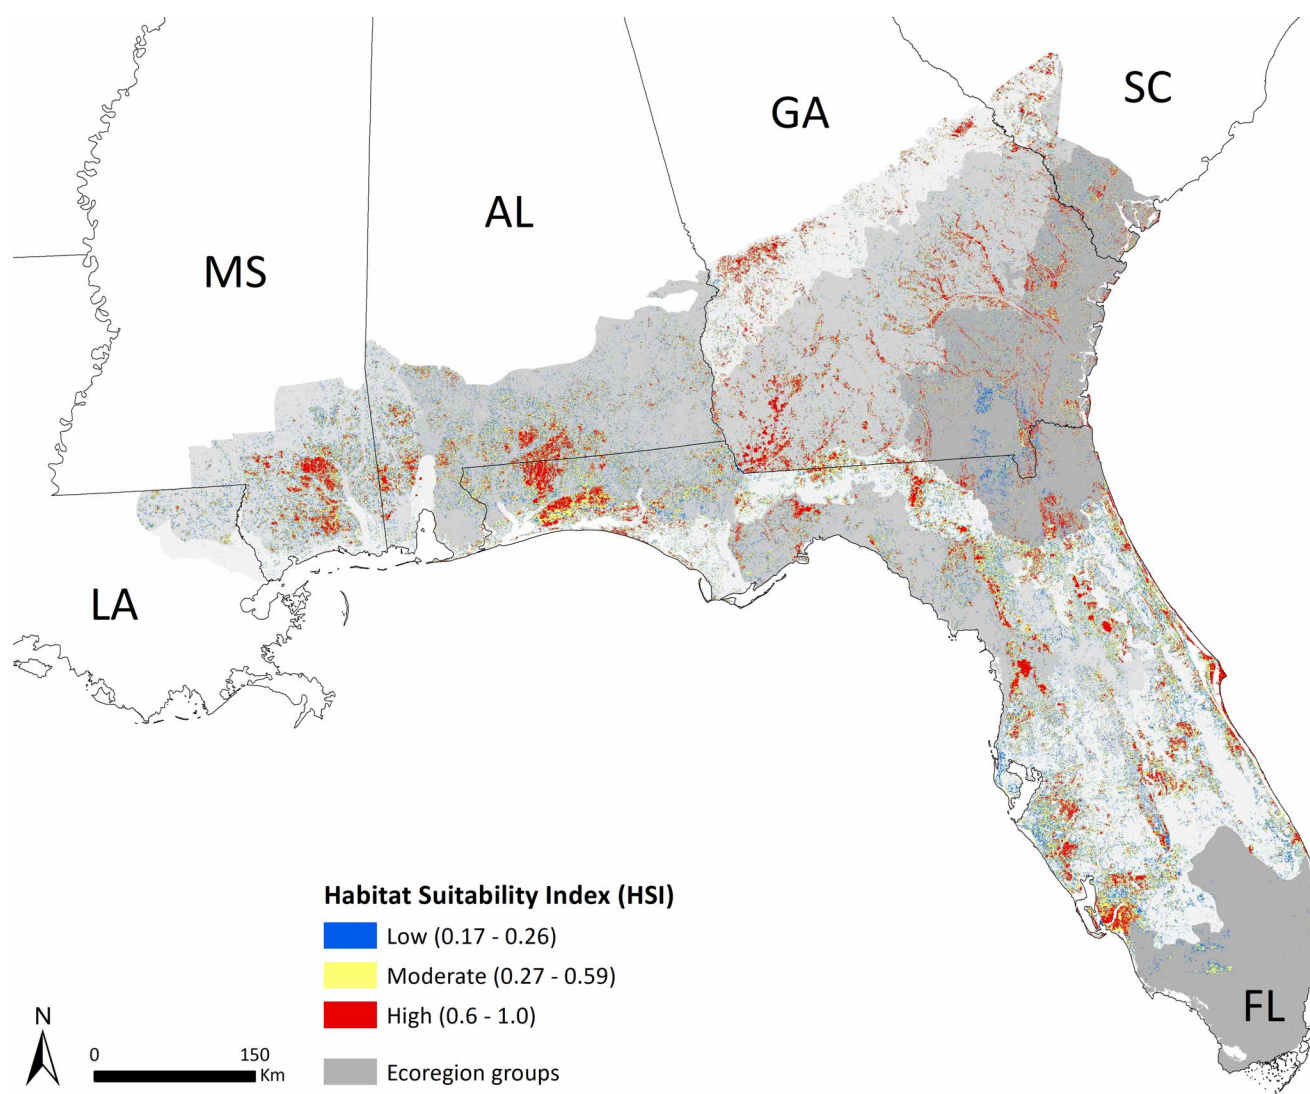 SC
GA
AL
MS
LA
Habitat Suitability Index (HSI)
Low (0.17 - 0.26)
Moderate (0.27 - 0.59)
High (0.6 - 1.0)
FL
N
0 150
Km
Ecoregion groups